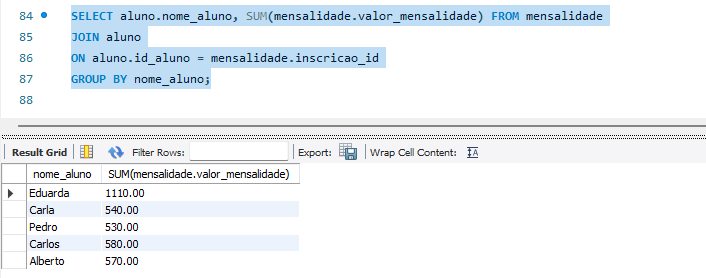 84 SELECT aluno.nome_aluno, SUM(mensalidade.valor_mensalidade) FROM mensalidade
85 JOIN aluno
86 ON aluno.id_aluno = mensalidade.inscricao_id
87 GROUP BY nome_aluno;
88
Result Grid Filter Rows: Export: Wrap Cell Content: IA
nome_aluno SUM(mensalidade.valor_mensalidade)
Eduarda 1110.00
Carla 540.00
Pedro 530.00
Carlos 580.00
Alberto 570.00